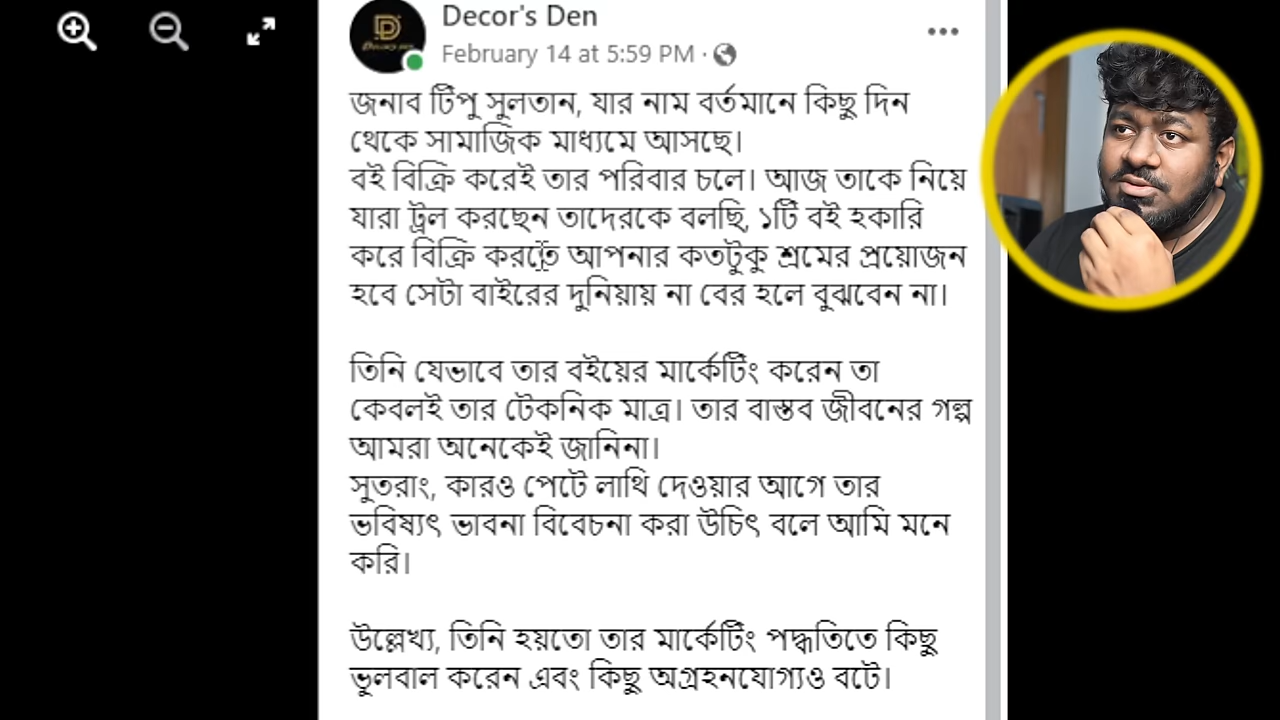 Decor's Den
February 14 at 5:59 PM ·
জনাব টিপু সুলতান, যার নাম বর্তমানে কিছু দিন
থেকে সামাজিক মাধ্যমে আসছে।
বই বিক্রি করেই তার পরিবার চলে। আজ তাকে নিয়ে
যারা ট্রল করছেন তাদেরকে বলছি, ১টি বই হকারি
করে বিক্রি করতে আপনার কতটুকু শ্রমের প্রয়োজন
হবে সেটা বাইরের দুনিয়ায় না বের হলে বুঝবেন না।
তিনি যেভাবে তার বইয়ের মার্কেটিং করেন তা
কেবলই তার টেকনিক মাত্র। তার বাস্তব জীবনের গল্প
আমরা অনেকেই জানিনা।
সুতরাং, কারও পেটে লাথি দেওয়ার আগে তার
ভবিষ্যৎ ভাবনা বিবেচনা করা উচিৎ বলে আমি মনে
করি।
উল্লেখ্য, তিনি হয়তো তার মার্কেটিং পদ্ধতিতে কিছু
ভুলবাল করেন এবং কিছু অগ্রহনযোগ্যও বটে।